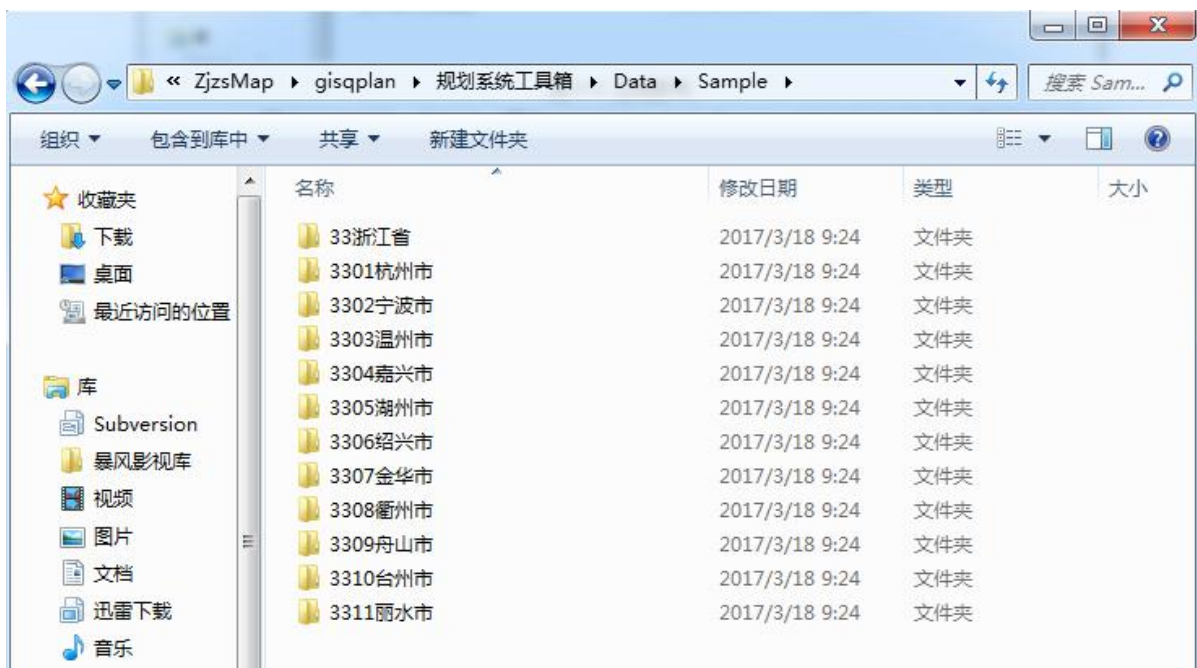 « ZjzsMap ▸ gisqplan ▸ 规划系统工具箱 ▸ Data ▸ Sample ▸ 搜索 Sam...
组织 包含到库中 共享 新建文件夹
收藏夹
下载
桌面
最近访问的位置
库
Subversion
暴风影视库
视频
图片
文档
迅雷下载
音乐
名称 修改日期 类型 大小
33浙江省 2017/3/18 9:24 文件夹
3301杭州市 2017/3/18 9:24 文件夹
3302宁波市 2017/3/18 9:24 文件夹
3303温州市 2017/3/18 9:24 文件夹
3304嘉兴市 2017/3/18 9:24 文件夹
3305湖州市 2017/3/18 9:24 文件夹
3306绍兴市 2017/3/18 9:24 文件夹
3307金华市 2017/3/18 9:24 文件夹
3308衢州市 2017/3/18 9:24 文件夹
3309舟山市 2017/3/18 9:24 文件夹
3310台州市 2017/3/18 9:24 文件夹
3311丽水市 2017/3/18 9:24 文件夹